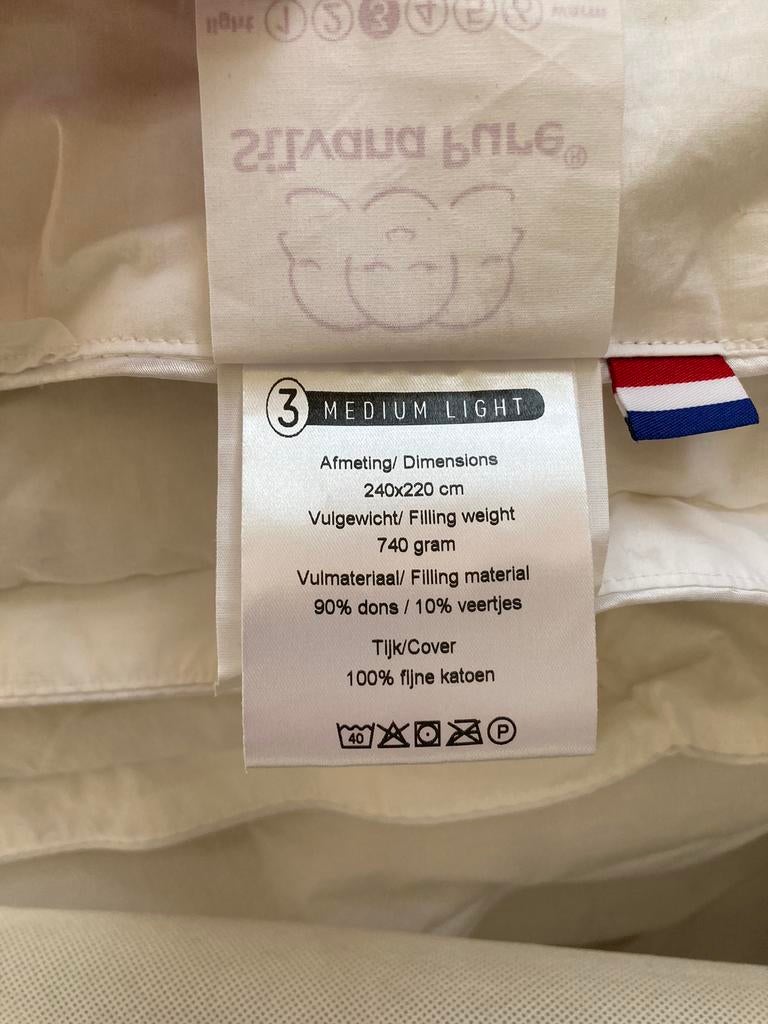 light 1 2 3 4 5 6 warm
Silvana Pure®
3 MEDIUM LIGHT
Afmeting/ Dimensions
240x220 cm
Vulgewicht/ Filling weight
740 gram
Vulmateriaal/ Filling material
90% dons / 10% veertjes
Tijk/Cover
100% fijne katoen
40 P